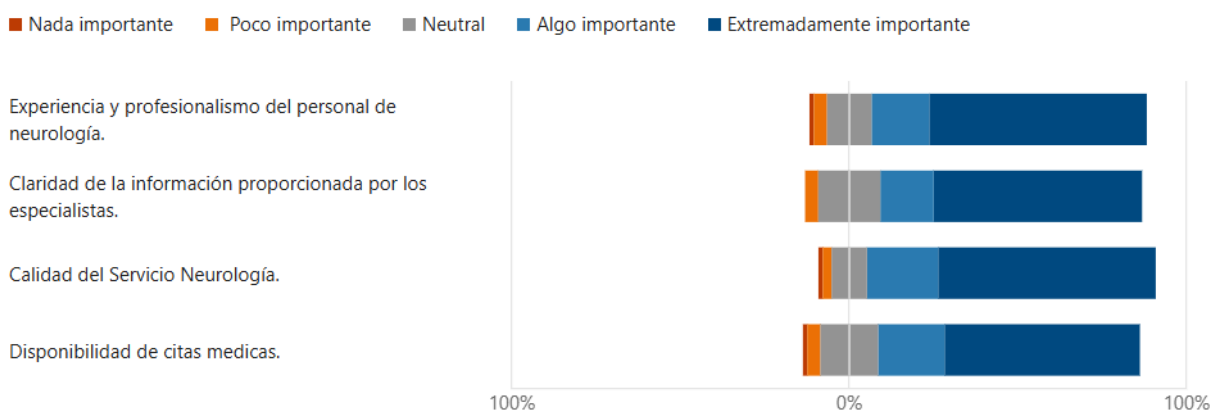 Nada importante Poco importante Neutral Algo importante Extremadamente importante
Experiencia y profesionalismo del personal de
neurología.
Claridad de la información proporcionada por los
especialistas.
Calidad del Servicio Neurología.
Disponibilidad de citas medicas.
100% 0% 100%